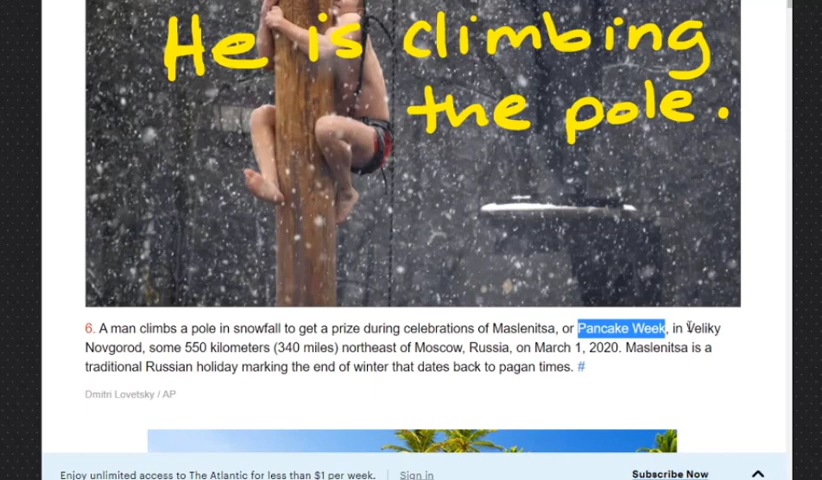 He is climbing
the pole.
6. A man climbs a pole in snowfall to get a prize during celebrations of Maslenitsa, or Pancake Week, in Veliky
Novgorod, some 550 kilometers (340 miles) northeast of Moscow, Russia, on March 1, 2020. Maslenitsa is a
traditional Russian holiday marking the end of winter that dates back to pagan times. #
Dmitri Lovetsky / AP
Enjoy unlimited access to The Atlantic for less than $1 per week. Sign in Subscribe Now